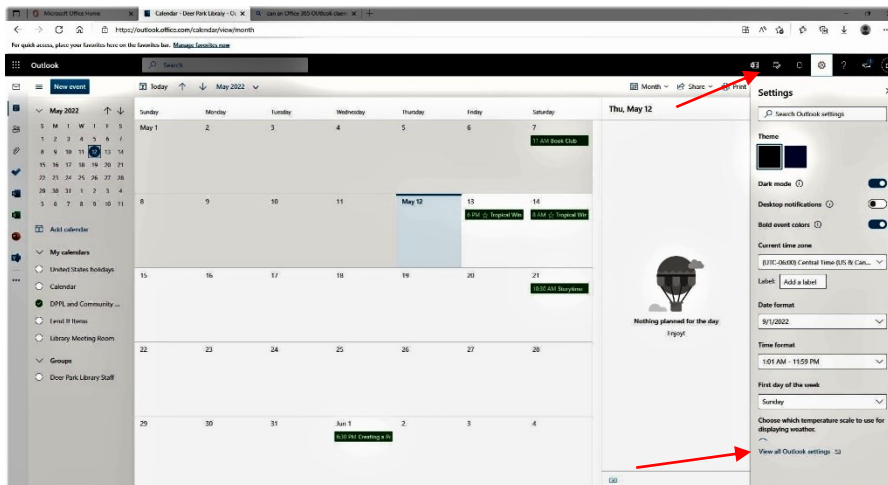 Microsoft Office Home
Calendar - Deer Park Library - Ou
can an Office 365 Outlook
https://outlook.office.com/calendar/view/month
For quick access, place your favorites here on the favorites bar. Manage favorites now
Outlook
Search
New event
Today
May 2022
Month
Share
Print
May 2022
S M T W T F S
1 2 3 4 5 6 7
8 9 10 11 12 13 14
15 16 17 18 19 20 21
22 23 24 25 26 27 28
29 30 31 1 2 3 4
5 6 7 8 9 10 11
Add calendar
My calendars
United States holidays
Calendar
DPPL and Community ...
Lend It Items
Library Meeting Room
Groups
Deer Park Library Staff
Sunday Monday Tuesday Wednesday Thursday Friday Saturday
May 1 2 3 4 5 6 7
11 AM Book Club
8 9 10 11 May 12 13 14
6 PM Tropical Win
8 AM Tropical Win
15 16 17 18 19 20 21
10:30 AM Storytime
22 23 24 25 26 27 28
29 30 31 Jun 1 2 3 4
6:30 PM Creating a Po
Thu, May 12
Nothing planned for the day
Enjoy!
Settings
Search Outlook settings
Theme
Dark mode
Desktop notifications
Bold event colors
Current time zone
(UTC-06:00) Central Time (US & Can...
Label: Add a label
Date format
9/1/2022
Time format
1:01 AM - 11:59 PM
First day of the week
Sunday
Choose which temperature scale to use for
displaying weather.
View all Outlook settings